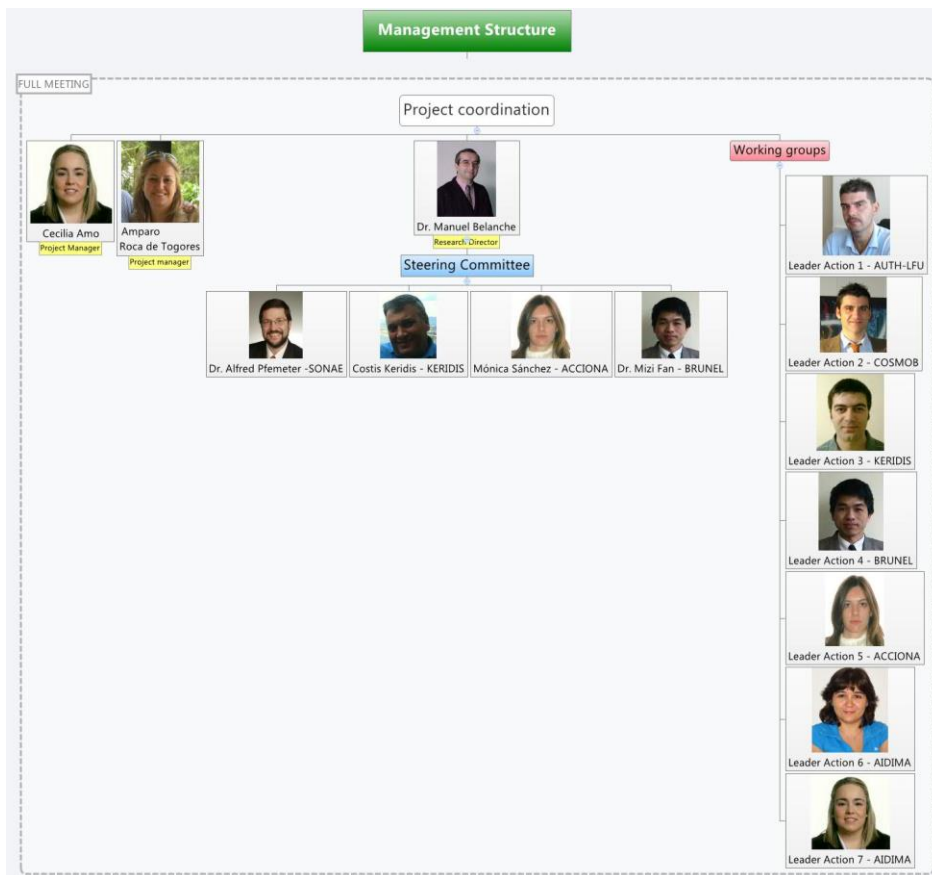 Management Structure
FULL MEETING
Project coordination
Cecilia Amo
Project Manager
Amparo
Roca de Togores
Project manager
Dr. Manuel Belanche
Research Director
Steering Committee
Dr. Alfred Pfemeter -SONAE
Costis Keridis - KERIDIS
Mónica Sánchez - ACCIONA
Dr. Mizi Fan - BRUNEL
Working groups
Leader Action 1 - AUTH-LFU
Leader Action 2 - COSMOB
Leader Action 3 - KERIDIS
Leader Action 4 - BRUNEL
Leader Action 5 - ACCIONA
Leader Action 6 - AIDIMA
Leader Action 7 - AIDIMA